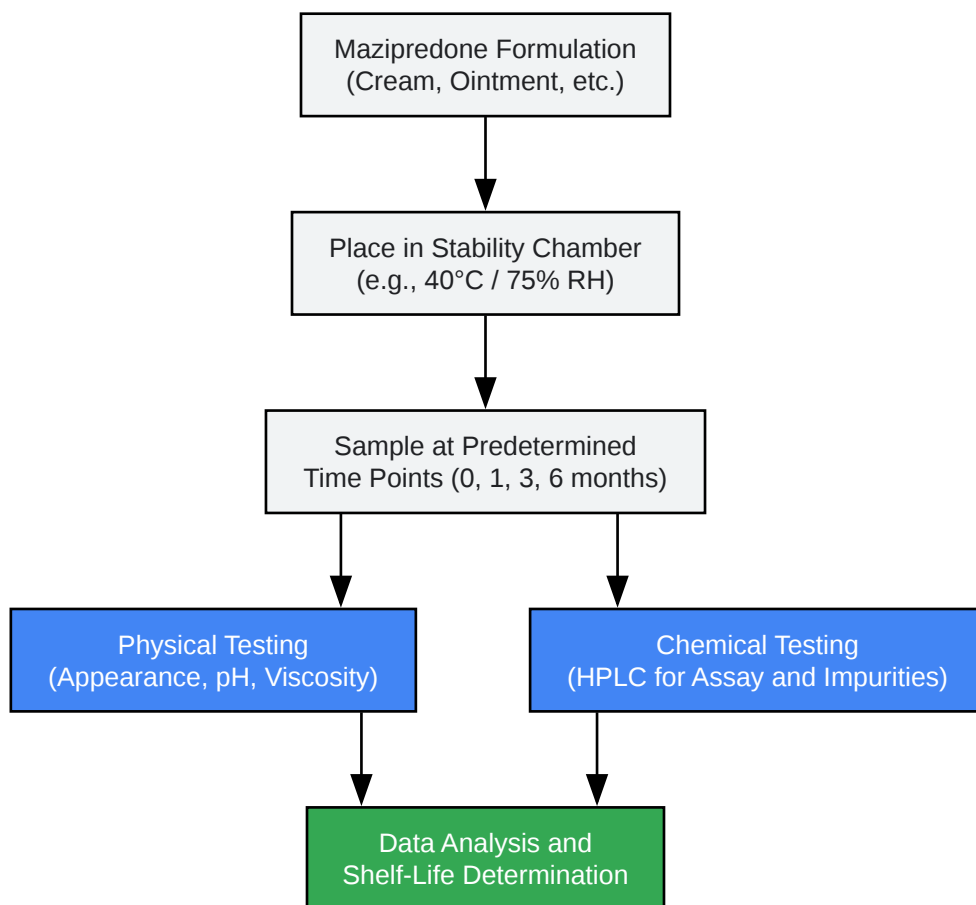 Mazipredone Formulation
(Cream, Ointment, etc.)
Place in Stability Chamber
(e.g., 40°C / 75% RH)
Sample at Predetermined
Time Points (0, 1, 3, 6 months)
Physical Testing
(Appearance, pH, Viscosity)
Chemical Testing
(HPLC for Assay and Impurities)
Data Analysis and
Shelf-Life Determination